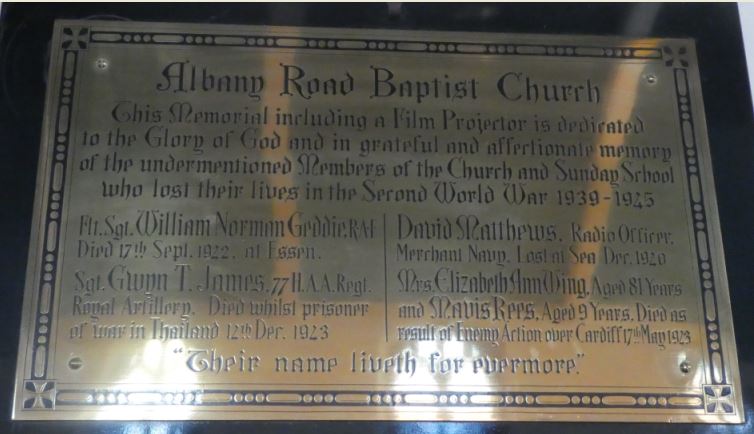 Albany Road Baptist Church
This Memorial including a Film Projector is dedicated
to the Glory of God and in grateful and affectionate memory
of the undermentioned Members of the Church and Sunday School
who lost their lives in the Second World War 1939-1945
Flt. Sgt. William Norman Geddie. R.A.F
Died 17th Sept. 1942. at Essen.
Sgt. Gwyn T. James. 77 H.A.A. Regt.
Royal Artillery. Died whilst prisoner
of war in Thailand 12th Dec. 1943
David Matthews. Radio Officer.
Merchant Navy. Lost at Sea Dec. 1940
Mrs. Elizabeth Ann Wing, Aged 81 Years
and Mavis Rees, Aged 9 Years. Died as
result of Enemy Action over Cardiff 17th May 1943
"Their name liveth for evermore."